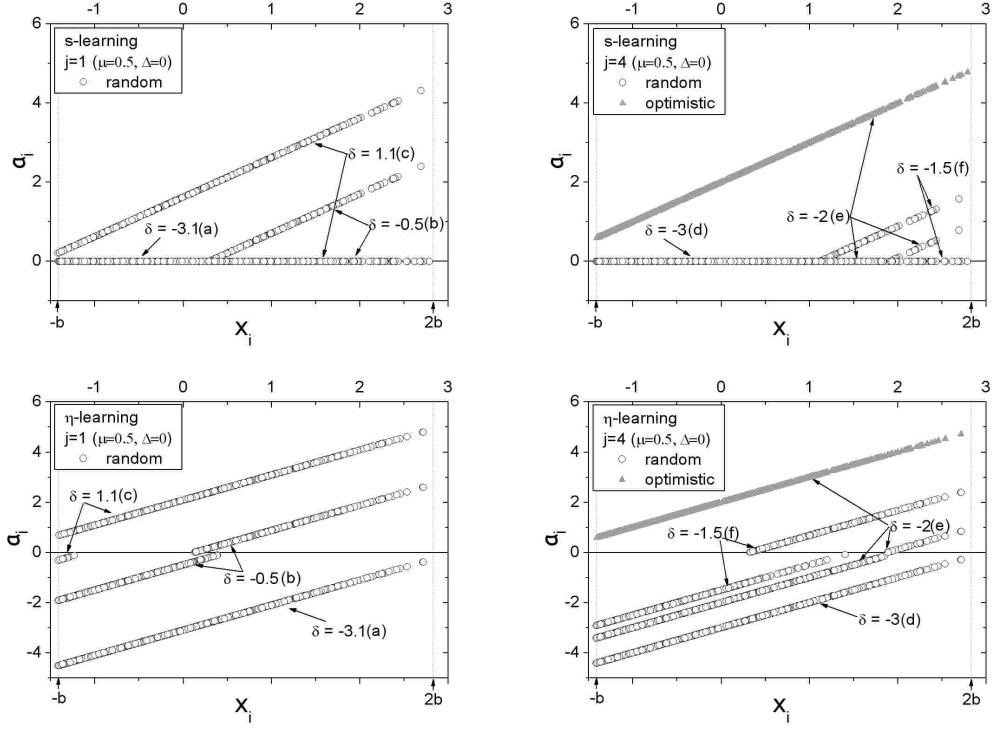 -1 0 1 2 3
6
4
2
0
a_i
s-learning
j=1 (μ=0.5, Δ=0)
random
δ = 1.1(c)
δ = -0.5(b)
δ = -3.1(a)
-b
x_i
2b
-1 0 1 2 3
6
4
2
0
a_i
s-learning
j=4 (μ=0.5, Δ=0)
random
optimistic
δ = -1.5(f)
δ = -2(e)
δ = -3(d)
-b
x_i
2b
-1 0 1 2 3
6
4
2
0
-2
-4
a_i
η-learning
j=1 (μ=0.5, Δ=0)
random
δ = 1.1(c)
δ = -0.5(b)
δ = -3.1(a)
-b
x_i
2b
-1 0 1 2 3
6
4
2
0
-2
-4
a_i
η-learning
j=4 (μ=0.5, Δ=0)
random
optimistic
δ = -1.5(f)
δ = -2(e)
δ = -3(d)
-b
x_i
2b